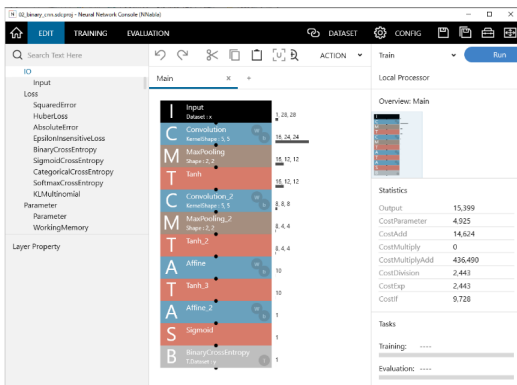 02_binary_cnn.sdcproj - Neural Network Console (NNabla)
EDIT TRAINING EVALUATION DATASET CONFIG
Search Text Here
ACTION
Train
Run
IO
Input
Loss
SquaredError
HuberLoss
AbsoluteError
EpsilonInsensitiveLoss
BinaryCrossEntropy
SigmoidCrossEntropy
CategoricalCrossEntropy
SoftmaxCrossEntropy
KLMultinomial
Parameter
Parameter
WorkingMemory
Layer Property
Main × +
I Input
Dataset : x
1, 28, 28
C Convolution
KernelShape : 5, 5
W
b
16, 24, 24
M MaxPooling
Shape : 2, 2
16, 12, 12
T Tanh
16, 12, 12
C Convolution_2
KernelShape : 5, 5
W
b
8, 8, 8
M MaxPooling_2
Shape : 2, 2
8, 4, 4
T Tanh_2
8, 4, 4
A Affine
W
b
10
T Tanh_3
10
A Affine_2
W
b
1
S Sigmoid
1
B BinaryCrossEntropy
T.Dataset : y
1
Local Processor
Overview: Main
Statistics
Output 15,399
CostParameter 4,925
CostAdd 14,624
CostMultiply 0
CostMultiplyAdd 436,490
CostDivision 2,443
CostExp 2,443
CostIf 9,728
Tasks
Training: ----
Evaluation: ----